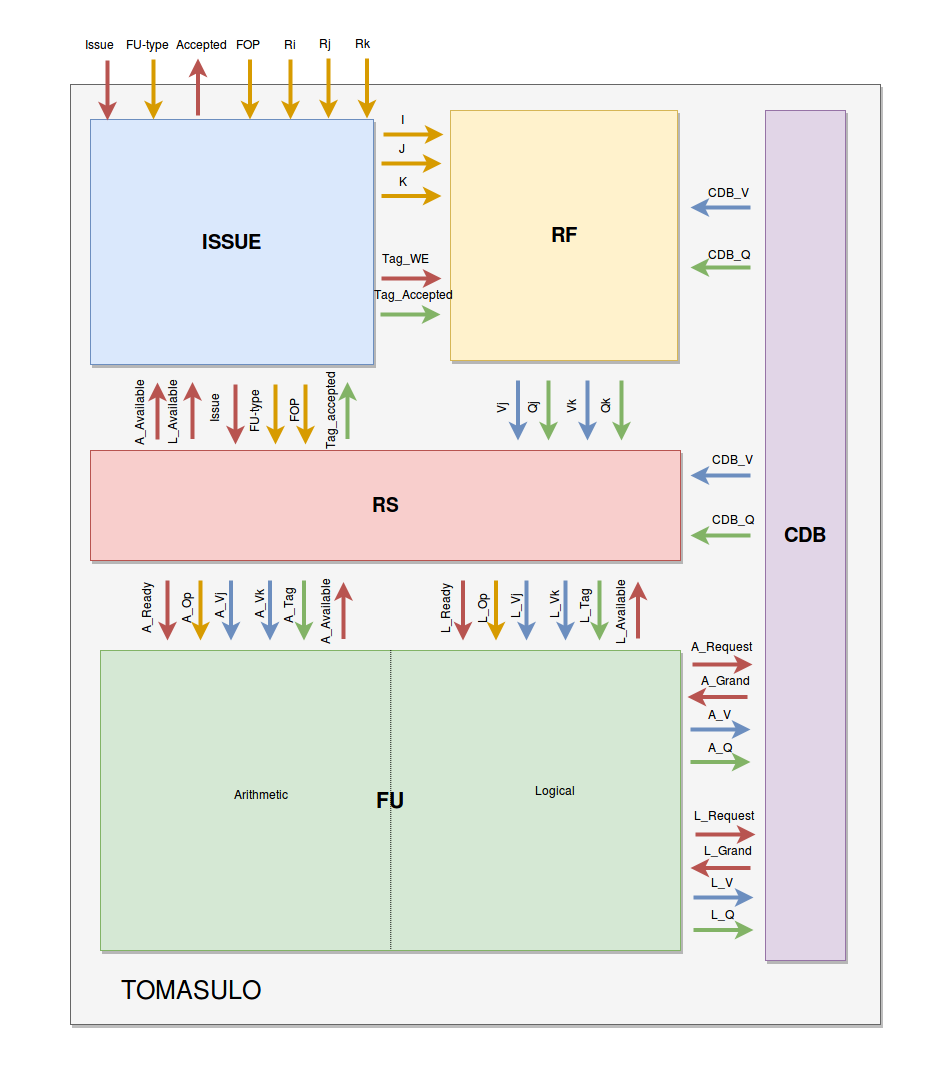 Issue FU-type Accepted FOP Ri Rj Rk
I
J
K
ISSUE
RF
CDB_V
CDB_Q
Tag_WE
Tag_Accepted
A_Available
L_Available
Issue
FU-type
FOP
Tag_accepted
Vj
Qj
Vk
Qk
RS
CDB_V
CDB_Q
CDB
A_Ready
A_Op
A_Vj
A_Vk
A_Tag
A_Available
L_Ready
L_Op
L_Vj
L_Vk
L_Tag
L_Available
A_Request
A_Grand
A_V
A_Q
Arithmetic
FU
Logical
L_Request
L_Grand
L_V
L_Q
TOMASULO